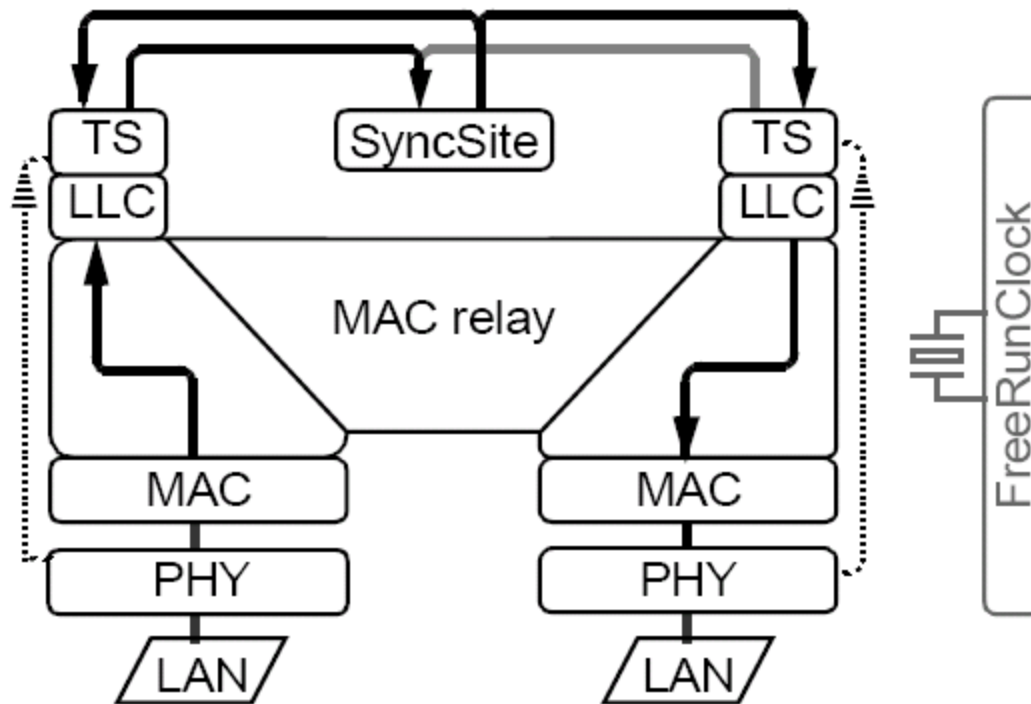 TS
SyncSite
TS
LLC
LLC
MAC relay
FreeRunClock
MAC
MAC
PHY
PHY
LAN
LAN